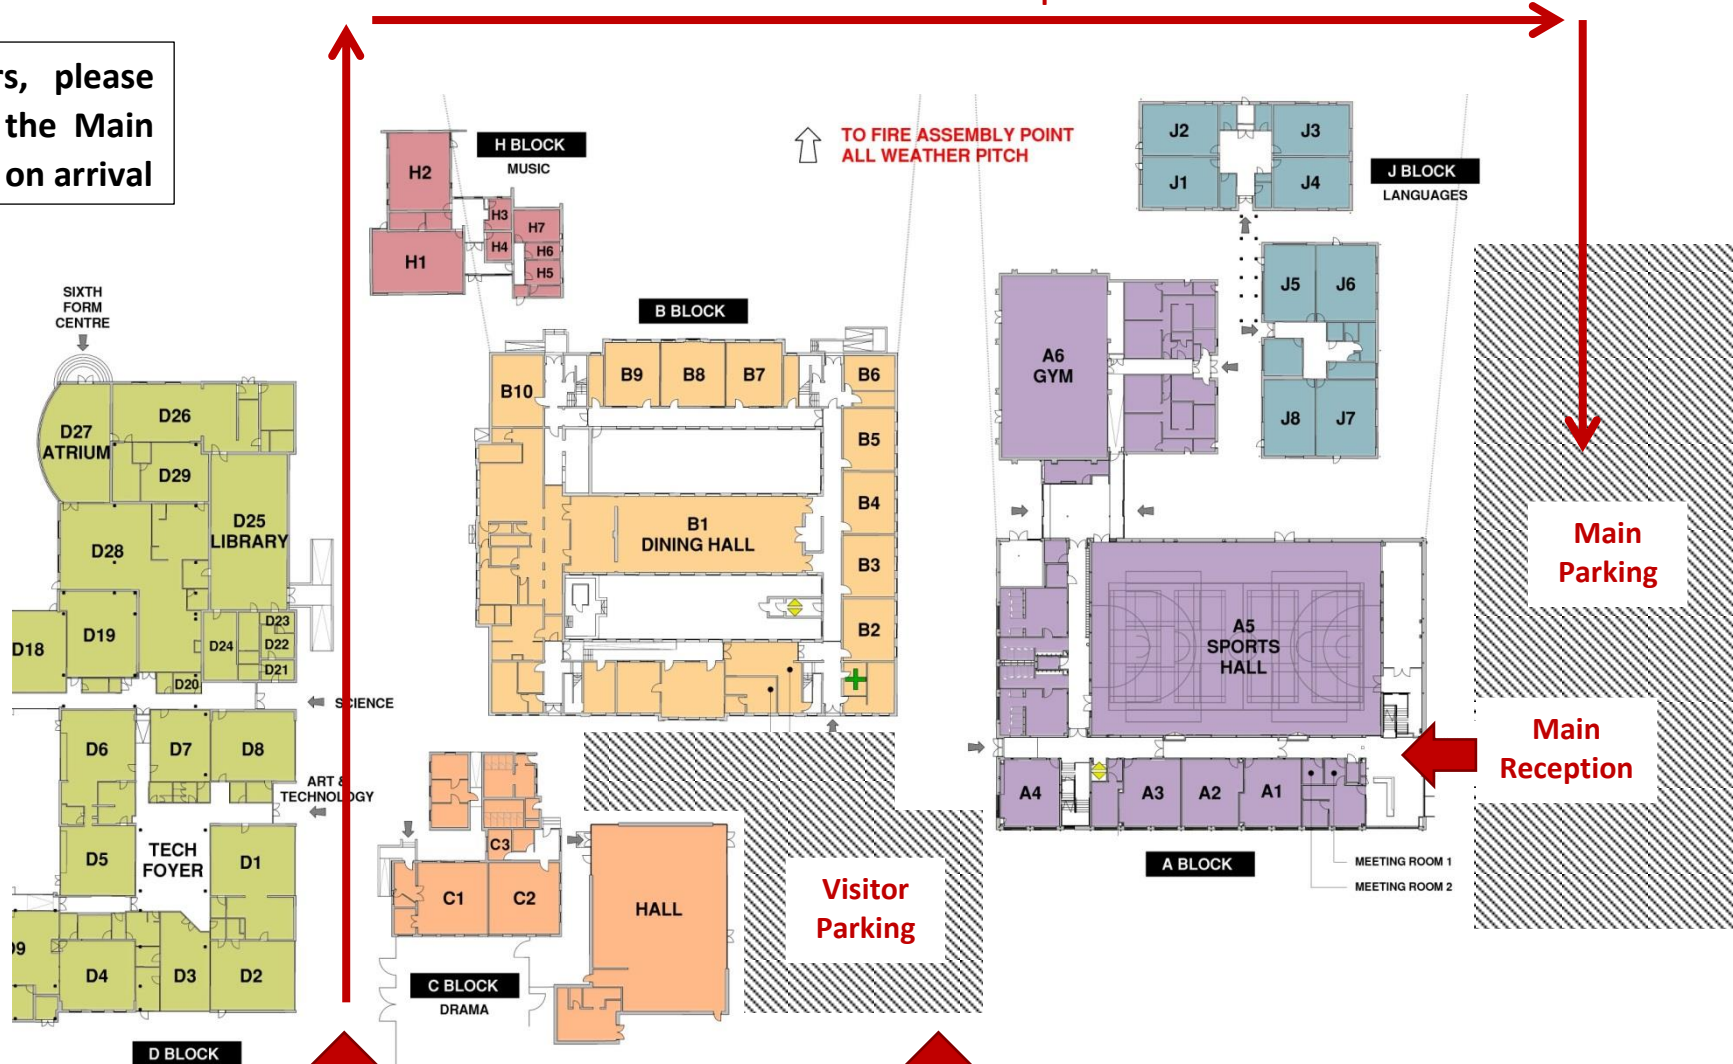 rs, please
the Main
on arrival
H BLOCK
MUSIC
H2
H1
H3
H4
H7
H6
H5
TO FIRE ASSEMBLY POINT
ALL WEATHER PITCH
J2
J3
J1
J4
J BLOCK
LANGUAGES
J5
J6
J8
J7
SIXTH
FORM
CENTRE
D26
D27
ATRIUM
D29
D25
LIBRARY
D28
D18
D19
D24
D23
D22
D21
D20
SCIENCE
D6
D7
D8
ART &
TECHNOLOGY
D5
TECH
FOYER
D1
D9
D4
D3
D2
D BLOCK
B BLOCK
B10
B9
B8
B7
B6
B5
B4
B1
DINING HALL
B3
B2
A6
GYM
A5
SPORTS
HALL
A4
A3
A2
A1
A BLOCK
MEETING ROOM 1
MEETING ROOM 2
Main
Parking
Main
Reception
C3
C1
C2
HALL
C BLOCK
DRAMA
Visitor
Parking